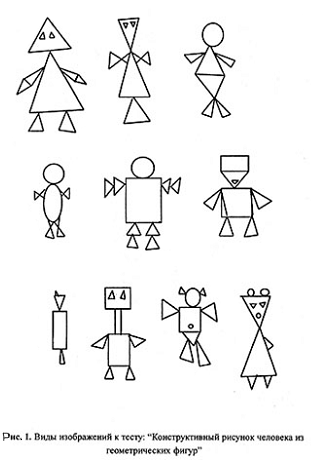 Рис. 1. Виды изображений к тесту: “Конструктивный рисунок человека из
геометрических фигур”